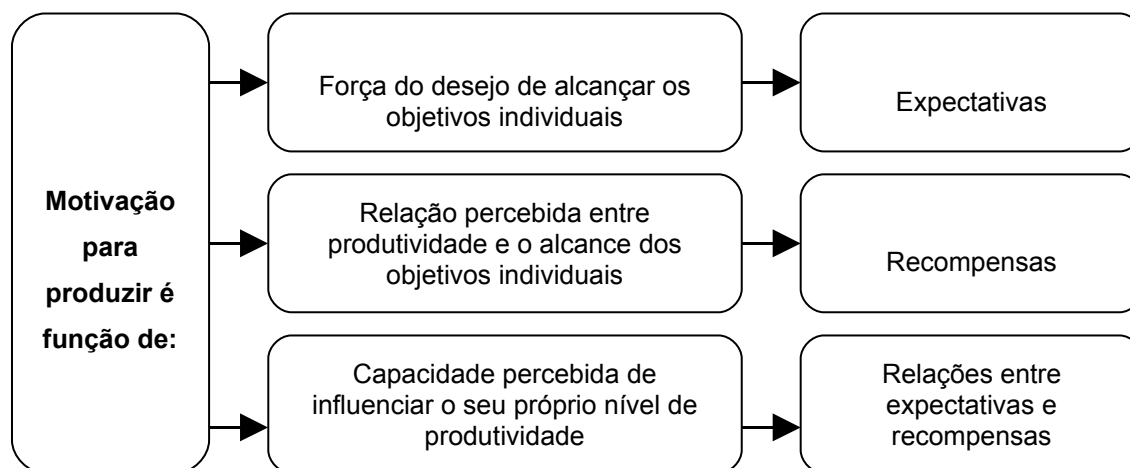 Motivação
para
produzir é
função de:
Força do desejo de alcançar os
objetivos individuais
Expectativas
Relação percebida entre
produtividade e o alcance dos
objetivos individuais
Recompensas
Capacidade percebida de
influenciar o seu próprio nível de
produtividade
Relações entre
expectativas e
recompensas